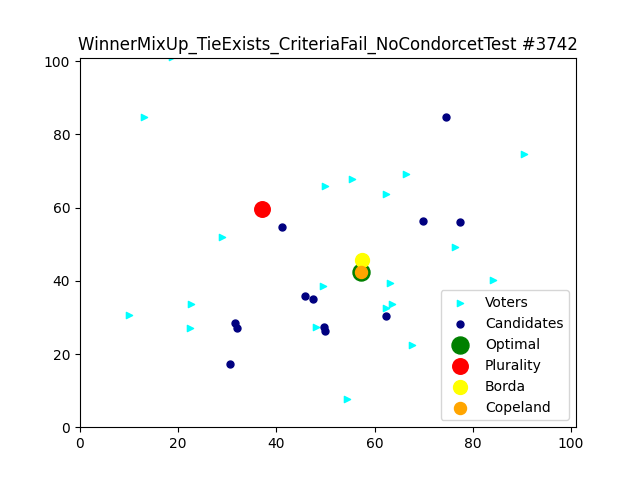 WinnerMixUp_TieExists_CriteriaFail_NoCondorcetTest #3742
100
80
60
40
20
0
0 20 40 60 80 100
Voters
Candidates
Optimal
Plurality
Borda
Copeland